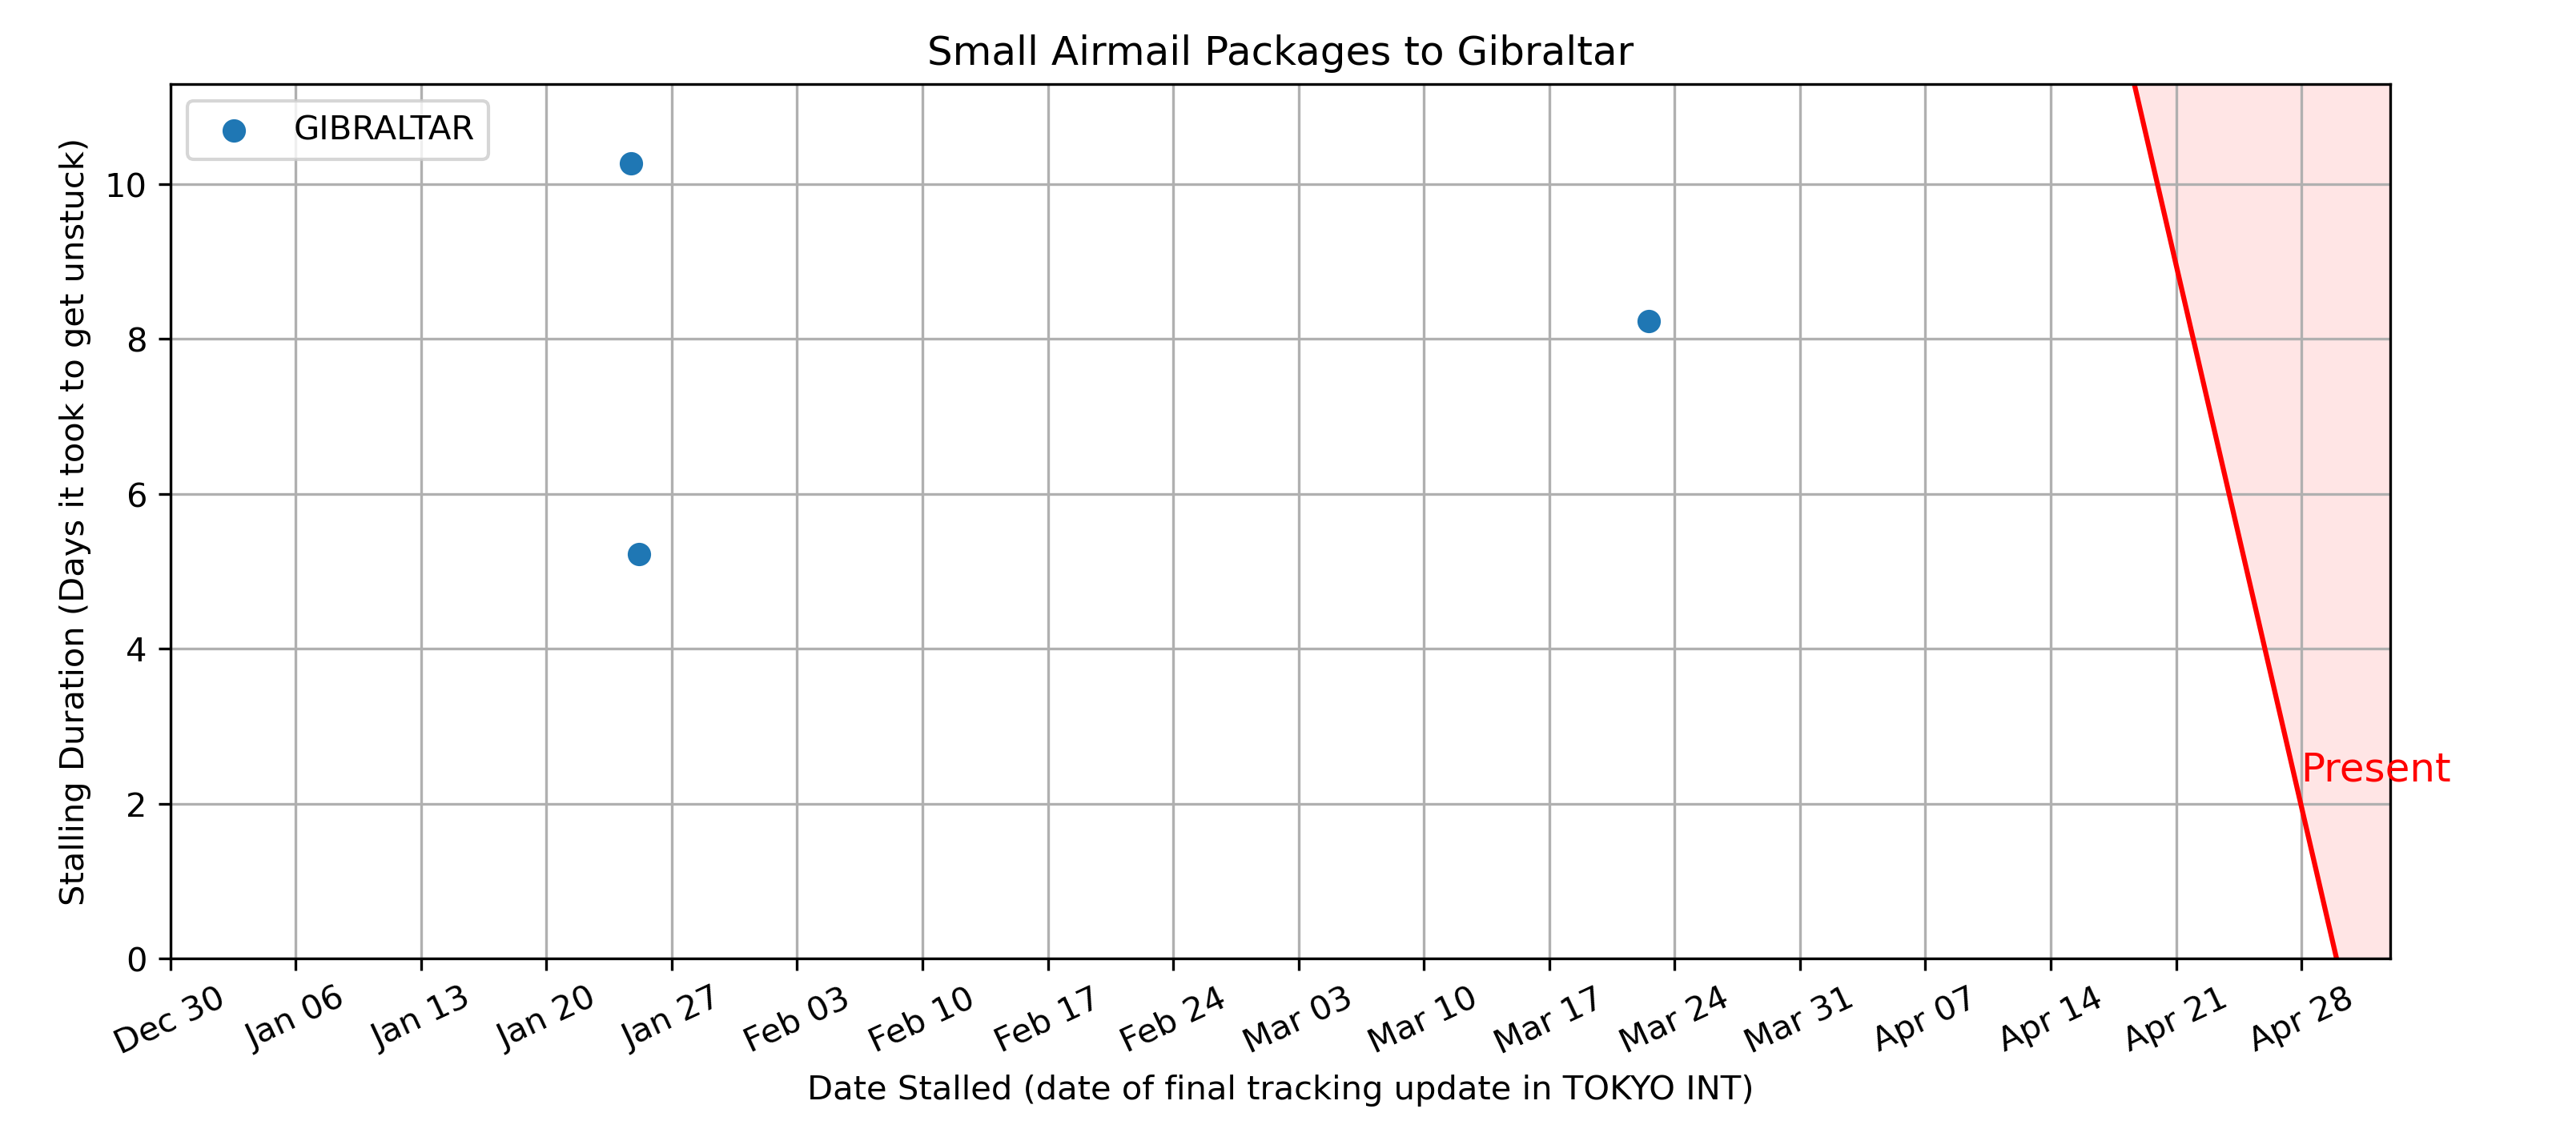 Small Airmail Packages to Gibraltar
GIBRALTAR
Stalling Duration (Days it took to get unstuck)
10
8
6
4
2
0
Present
Dec 30
Jan 06
Jan 13
Jan 20
Jan 27
Feb 03
Feb 10
Feb 17
Feb 24
Mar 03
Mar 10
Mar 17
Mar 24
Mar 31
Apr 07
Apr 14
Apr 21
Apr 28
Date Stalled (date of final tracking update in TOKYO INT)